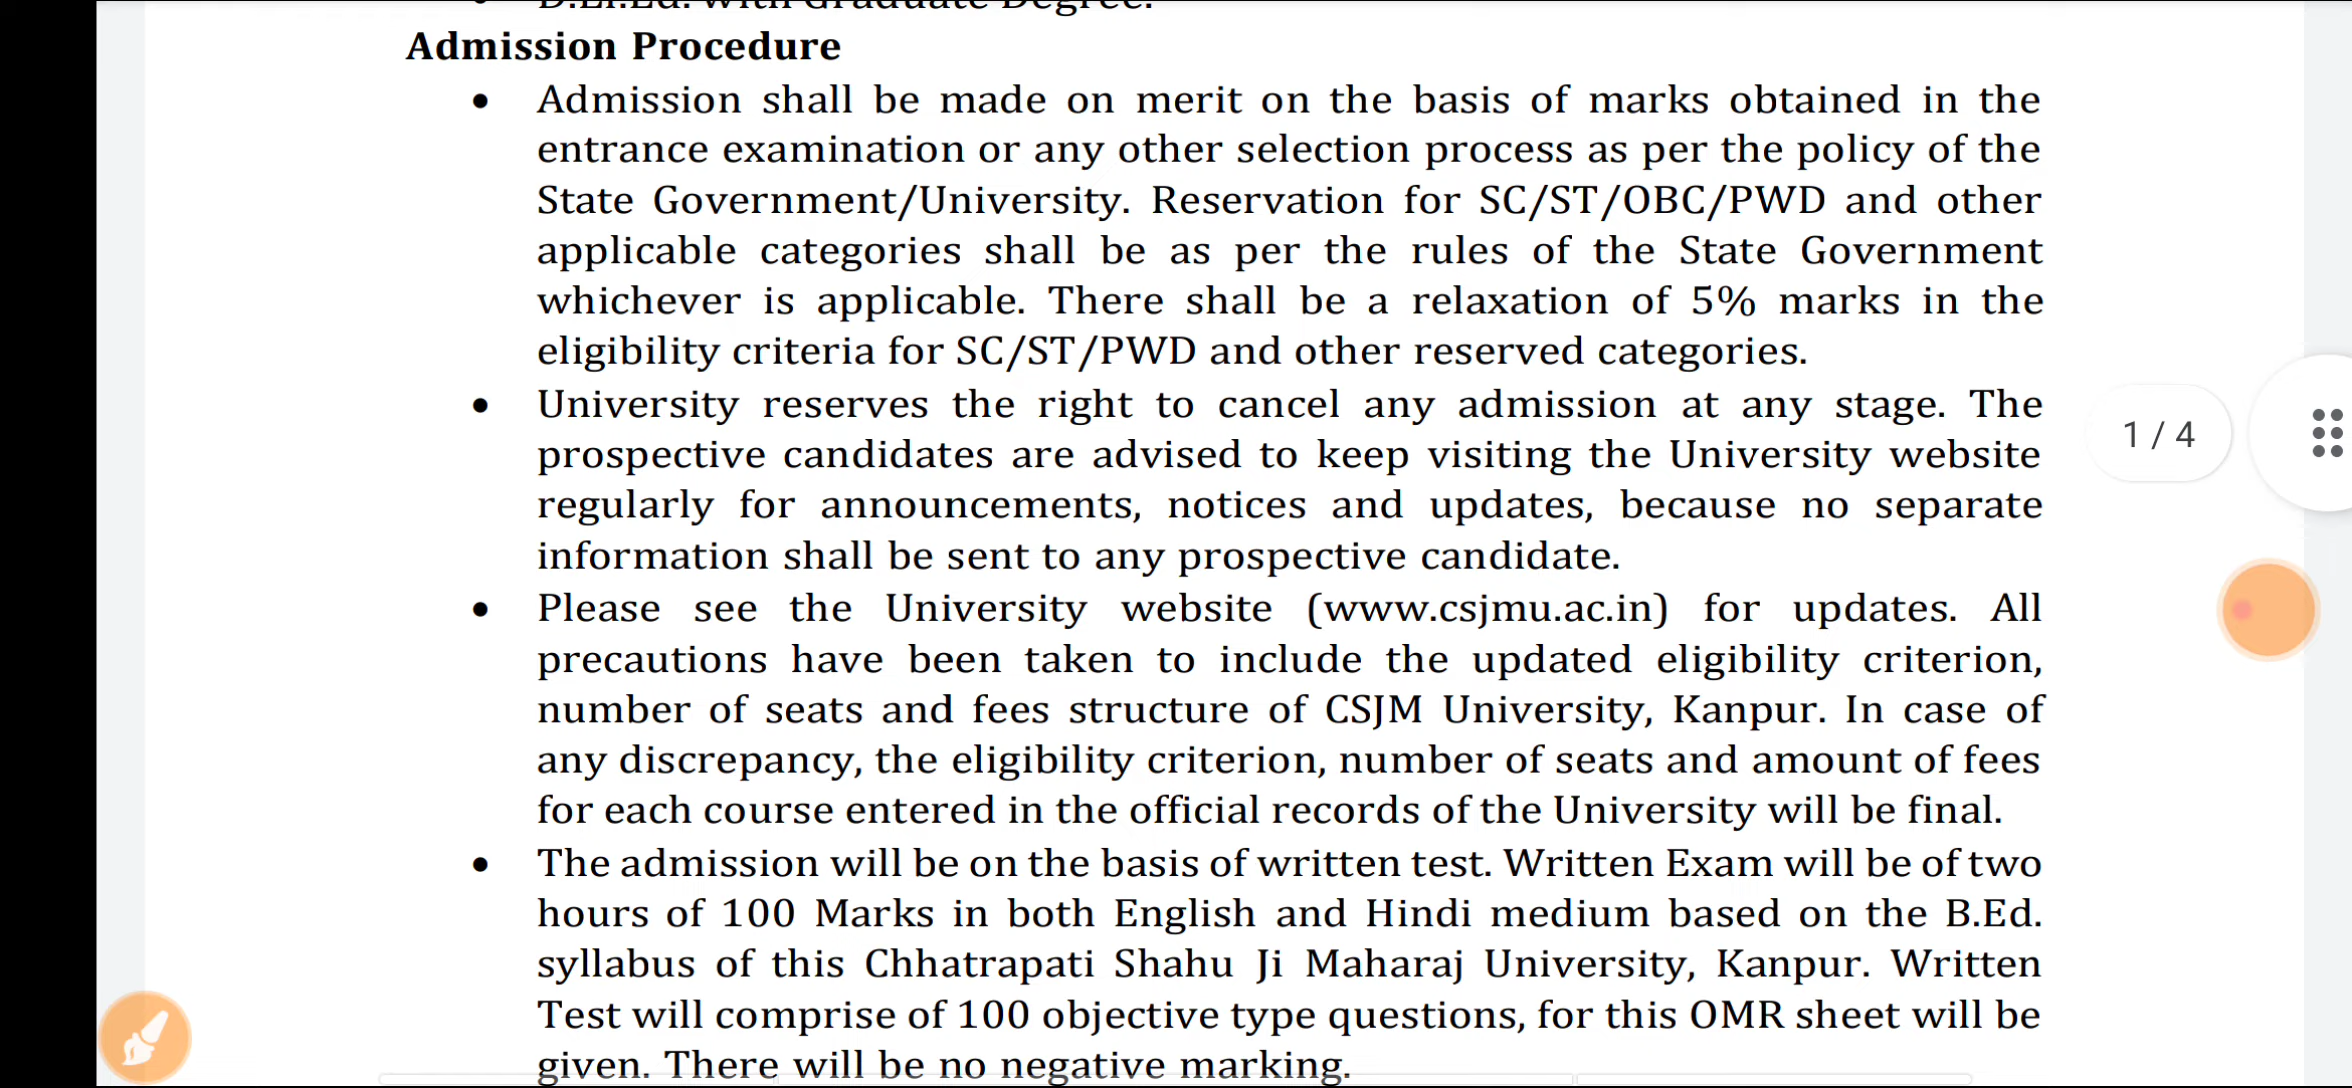 D.El.Ed. with Graduate Degree.
Admission Procedure
• Admission shall be made on merit on the basis of marks obtained in the
entrance examination or any other selection process as per the policy of the
State Government/University. Reservation for SC/ST/OBC/PWD and other
applicable categories shall be as per the rules of the State Government
whichever is applicable. There shall be a relaxation of 5% marks in the
eligibility criteria for SC/ST/PWD and other reserved categories.
• University reserves the right to cancel any admission at any stage. The
prospective candidates are advised to keep visiting the University website
regularly for announcements, notices and updates, because no separate
information shall be sent to any prospective candidate.
1 / 4
• Please see the University website (www.csjmu.ac.in) for updates. All
precautions have been taken to include the updated eligibility criterion,
number of seats and fees structure of CSJM University, Kanpur. In case of
any discrepancy, the eligibility criterion, number of seats and amount of fees
for each course entered in the official records of the University will be final.
• The admission will be on the basis of written test. Written Exam will be of two
hours of 100 Marks in both English and Hindi medium based on the B.Ed.
syllabus of this Chhatrapati Shahu Ji Maharaj University, Kanpur. Written
Test will comprise of 100 objective type questions, for this OMR sheet will be
given. There will be no negative marking.